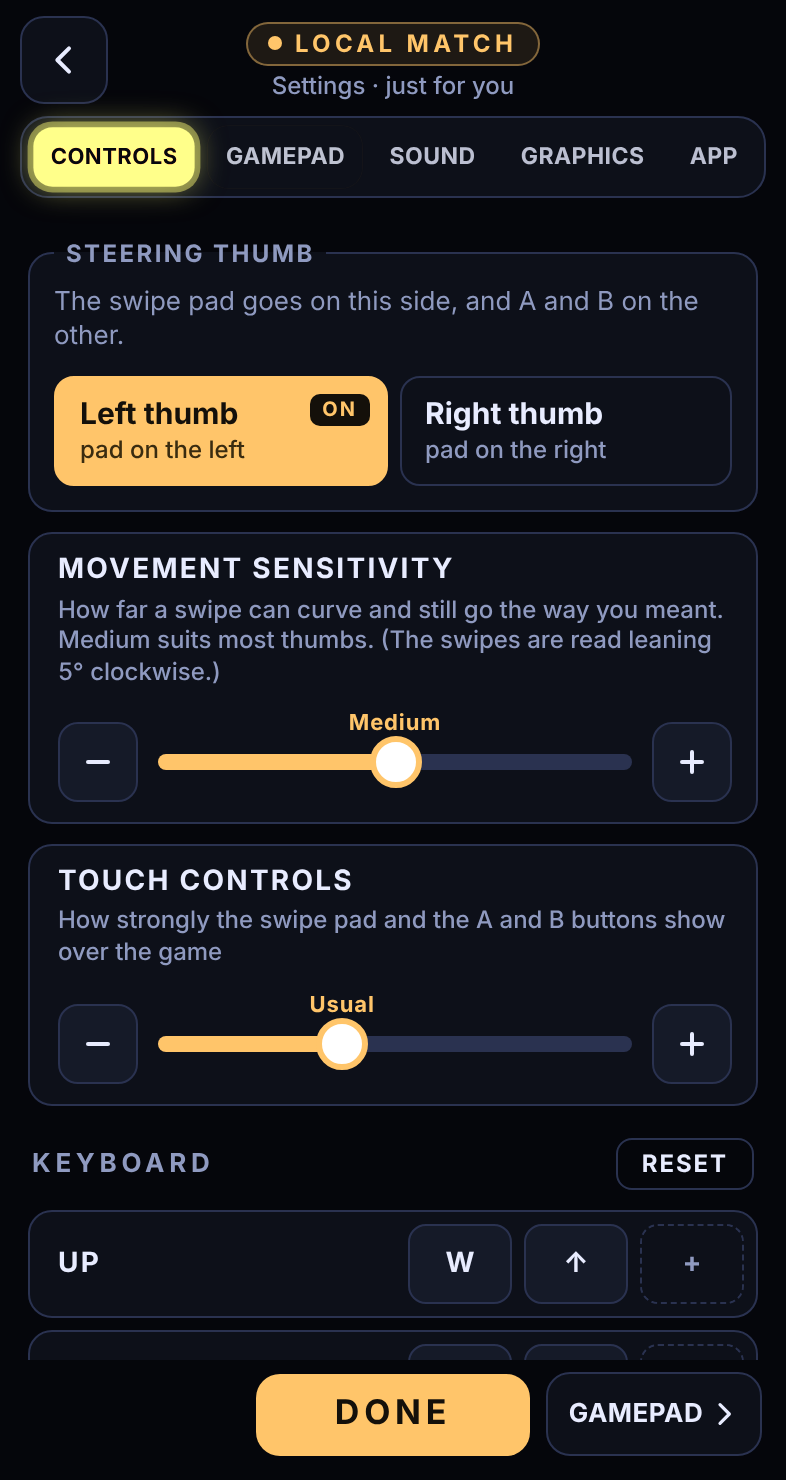 LOCAL MATCH
Settings · just for you
CONTROLS GAMEPAD SOUND GRAPHICS APP
STEERING THUMB
The swipe pad goes on this side, and A and B on the
other.
Left thumb ON
pad on the left
Right thumb
pad on the right
MOVEMENT SENSITIVITY
How far a swipe can curve and still go the way you meant.
Medium suits most thumbs. (The swipes are read leaning
5° clockwise.)
Medium
− +
TOUCH CONTROLS
How strongly the swipe pad and the A and B buttons show
over the game
Usual
− +
KEYBOARD RESET
UP W ↑ +
DONE GAMEPAD